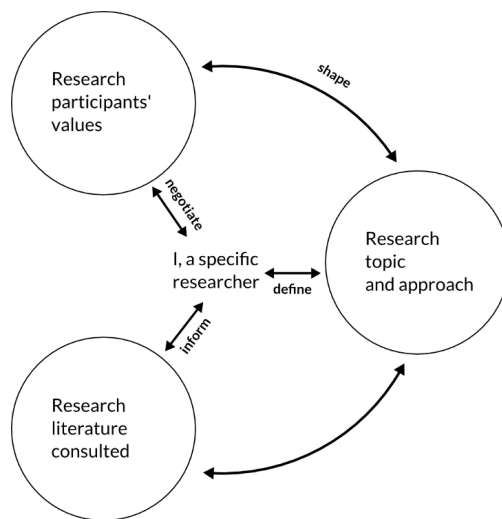 Research
participants'
values
shape
negotiate
I, a specific
researcher
define
Research
topic
and approach
inform
Research
literature
consulted